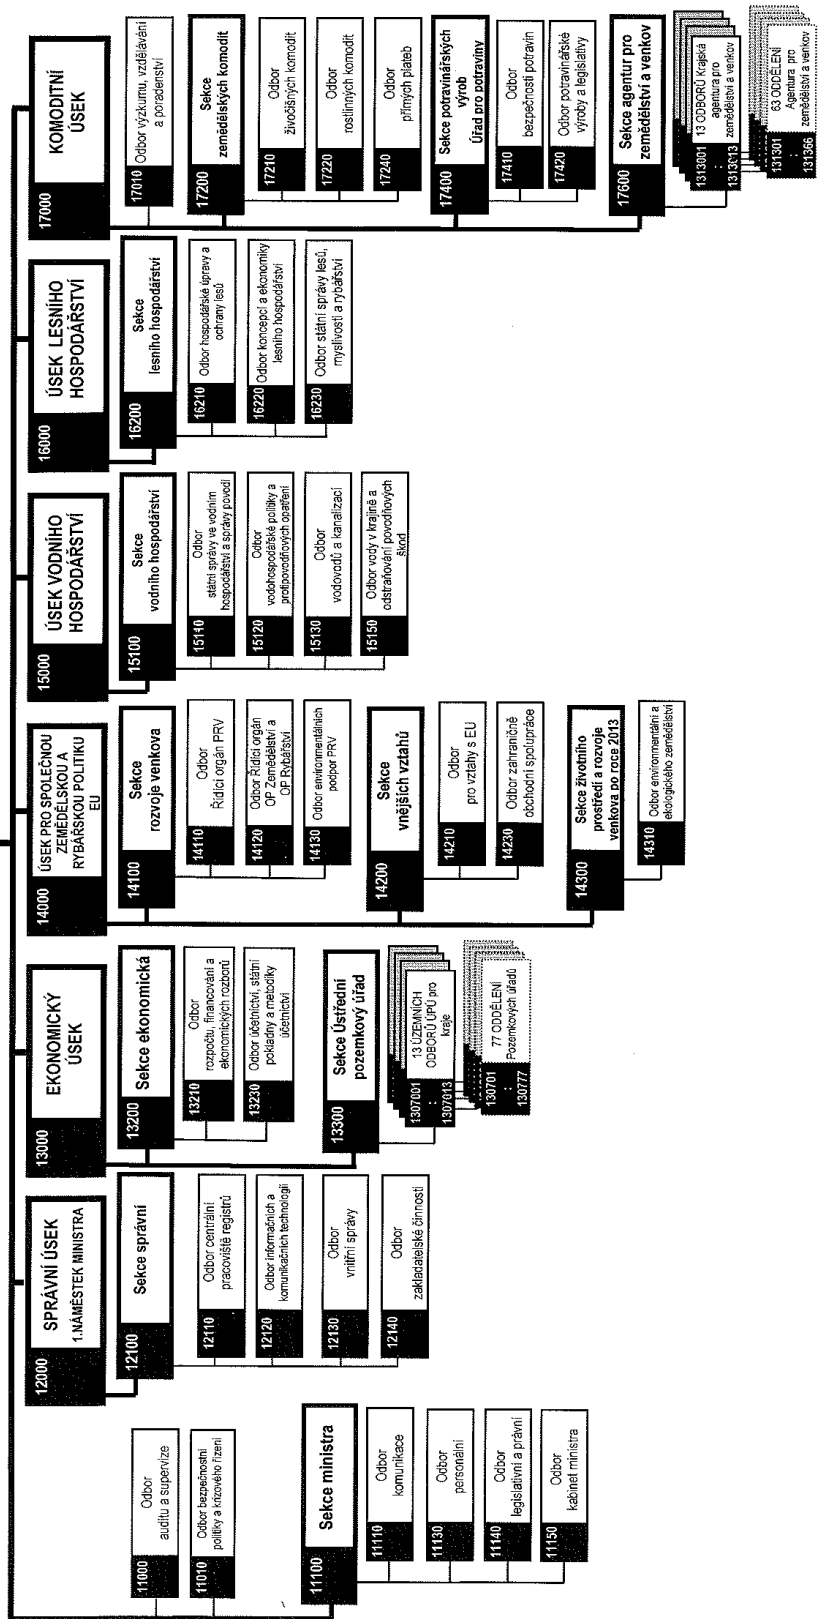 11000
Odbor
auditu a supervize
11010
Odbor bezpečnostní
politiky a krizového řízení
11100
Sekce ministra
11110
Odbor
komunikace
11130
Odbor
personální
11140
Odbor
legislativní a právní
11150
Odbor
kabinet ministra
12000
SPRÁVNÍ ÚSEK
1.NÁMĚSTEK MINISTRA
12100
Sekce správní
12110
Odbor centrální
pracoviště registrů
12120
Odbor informačních a
komunikačních technologií
12130
Odbor
vnitřní správy
12140
Odbor
zakladatelské činnosti
13000
EKONOMICKÝ
ÚSEK
13200
Sekce ekonomická
13210
Odbor
rozpočtu, financování a
ekonomických rozborů
13230
Odbor účetnictví, státní
pokladny a metodiky
účetnictví
13300
Sekce Ústřední
pozemkový úřad
1307001
:
1307013
13 ÚZEMNÍCH
ODBORŮ ÚPÚ pro
kraje
130701
:
130777
77 ODDĚLENÍ
Pozemkových úřadů
14000
ÚSEK PRO SPOLEČNOU
ZEMĚDĚLSKOU A
RYBÁŘSKOU POLITIKU
EU
14100
Sekce
rozvoje venkova
14110
Odbor
Řídící orgán PRV
14120
Odbor Řídící orgán
OP Zemědělství a
OP Rybářství
14130
Odbor environmentálních
podpor PRV
14200
Sekce
vnějších vztahů
14210
Odbor
pro vztahy s EU
14230
Odbor zahraničně
obchodní spolupráce
14300
Sekce životního
prostředí a rozvoje
venkova po roce 2013
14310
Odbor environmentální a
ekologického zemědělství
15000
ÚSEK VODNÍHO
HOSPODÁŘSTVÍ
15100
Sekce
vodního hospodářství
15110
Odbor
státní správy ve vodním
hospodářství a správy povodí
15120
Odbor
vodohospodářské politiky a
protipovodňových opatření
15130
Odbor
vodovodů a kanalizací
15150
Odbor vody v krajině a
odstraňování povodňových
škod
16000
ÚSEK LESNÍHO
HOSPODÁŘSTVÍ
16200
Sekce
lesního hospodářství
16210
Odbor hospodářské úpravy a
ochrany lesů
16220
Odbor koncepcí a ekonomiky
lesního hospodářství
16230
Odbor státní správy lesů,
myslivosti a rybářství
17000
KOMODITNÍ
ÚSEK
17010
Odbor výzkumu, vzdělávání
a poradenství
17200
Sekce
zemědělských komodit
17210
Odbor
živočišných komodit
17220
Odbor
rostlinných komodit
17240
Odbor
přímých plateb
17400
Sekce potravinářských
výrob
Úřad pro potraviny
17410
Odbor
bezpečnosti potravin
17420
Odbor potravinářské
výroby a legislativy
17600
Sekce agentur pro
zemědělství a venkov
1313001
:
1313013
13 ODBORŮ Krajská
agentura pro
zemědělství a venkov
131301
:
131366
63 ODDĚLENÍ
Agentura pro
zemědělství a venkov